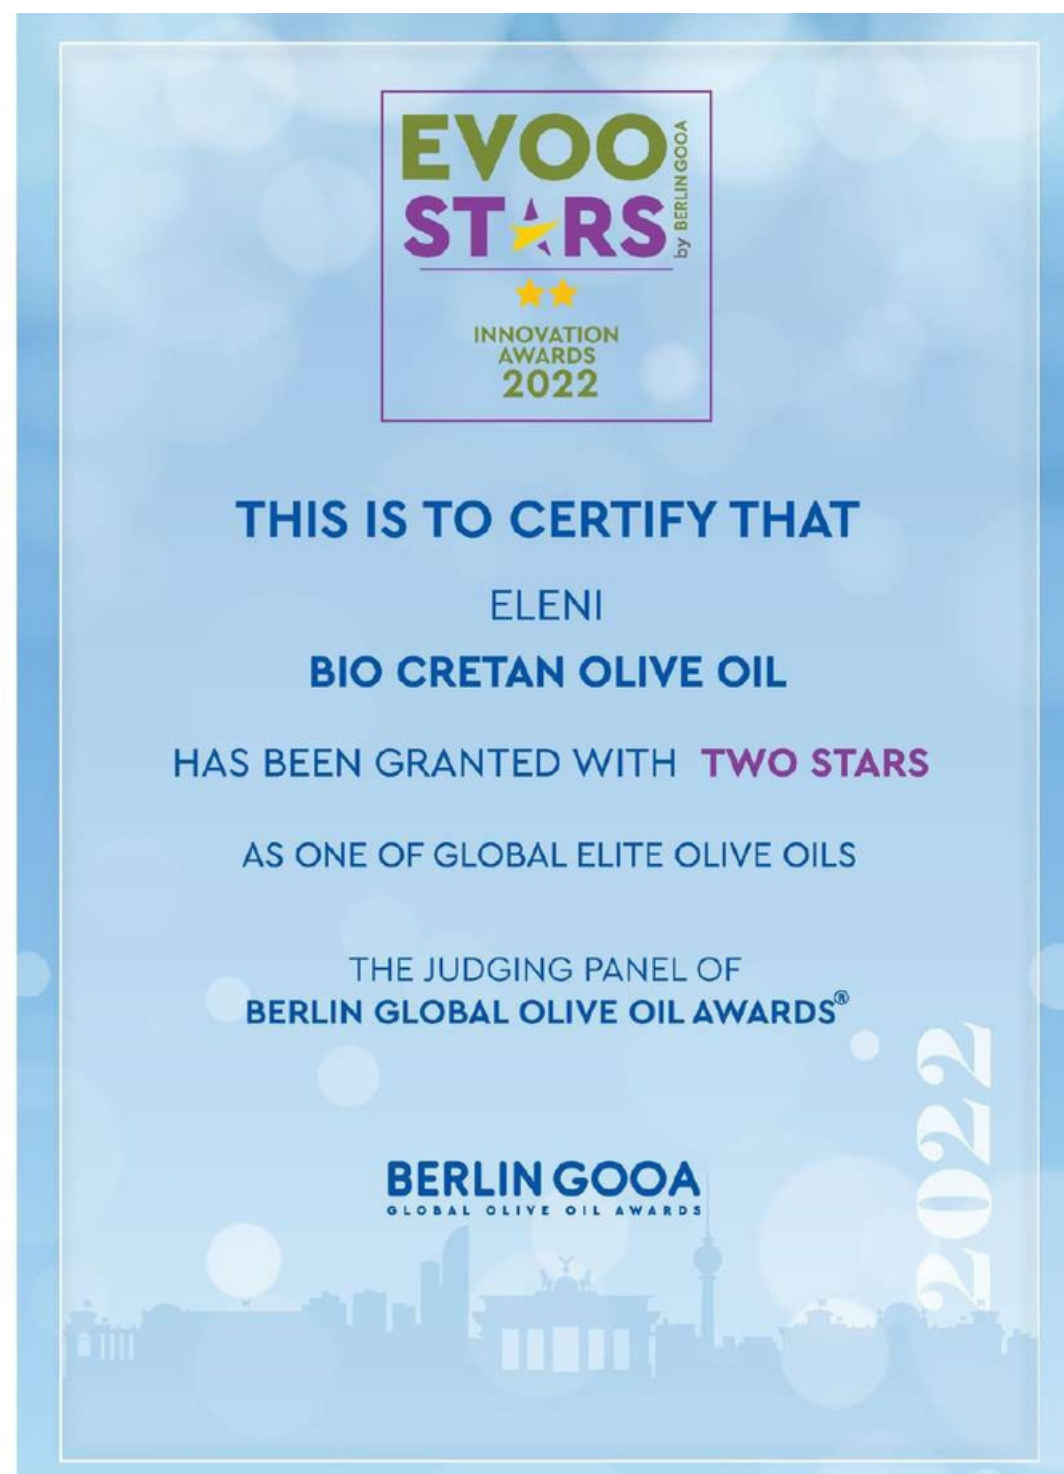 EVOO
STARS
by BERLIN GOOA
INNOVATION
AWARDS
2022
THIS IS TO CERTIFY THAT
ELENI
BIO CRETAN OLIVE OIL
HAS BEEN GRANTED WITH TWO STARS
AS ONE OF GLOBAL ELITE OLIVE OILS
THE JUDGING PANEL OF
BERLIN GLOBAL OLIVE OIL AWARDS®
2022
BERLIN GOOA
GLOBAL OLIVE OIL AWARDS